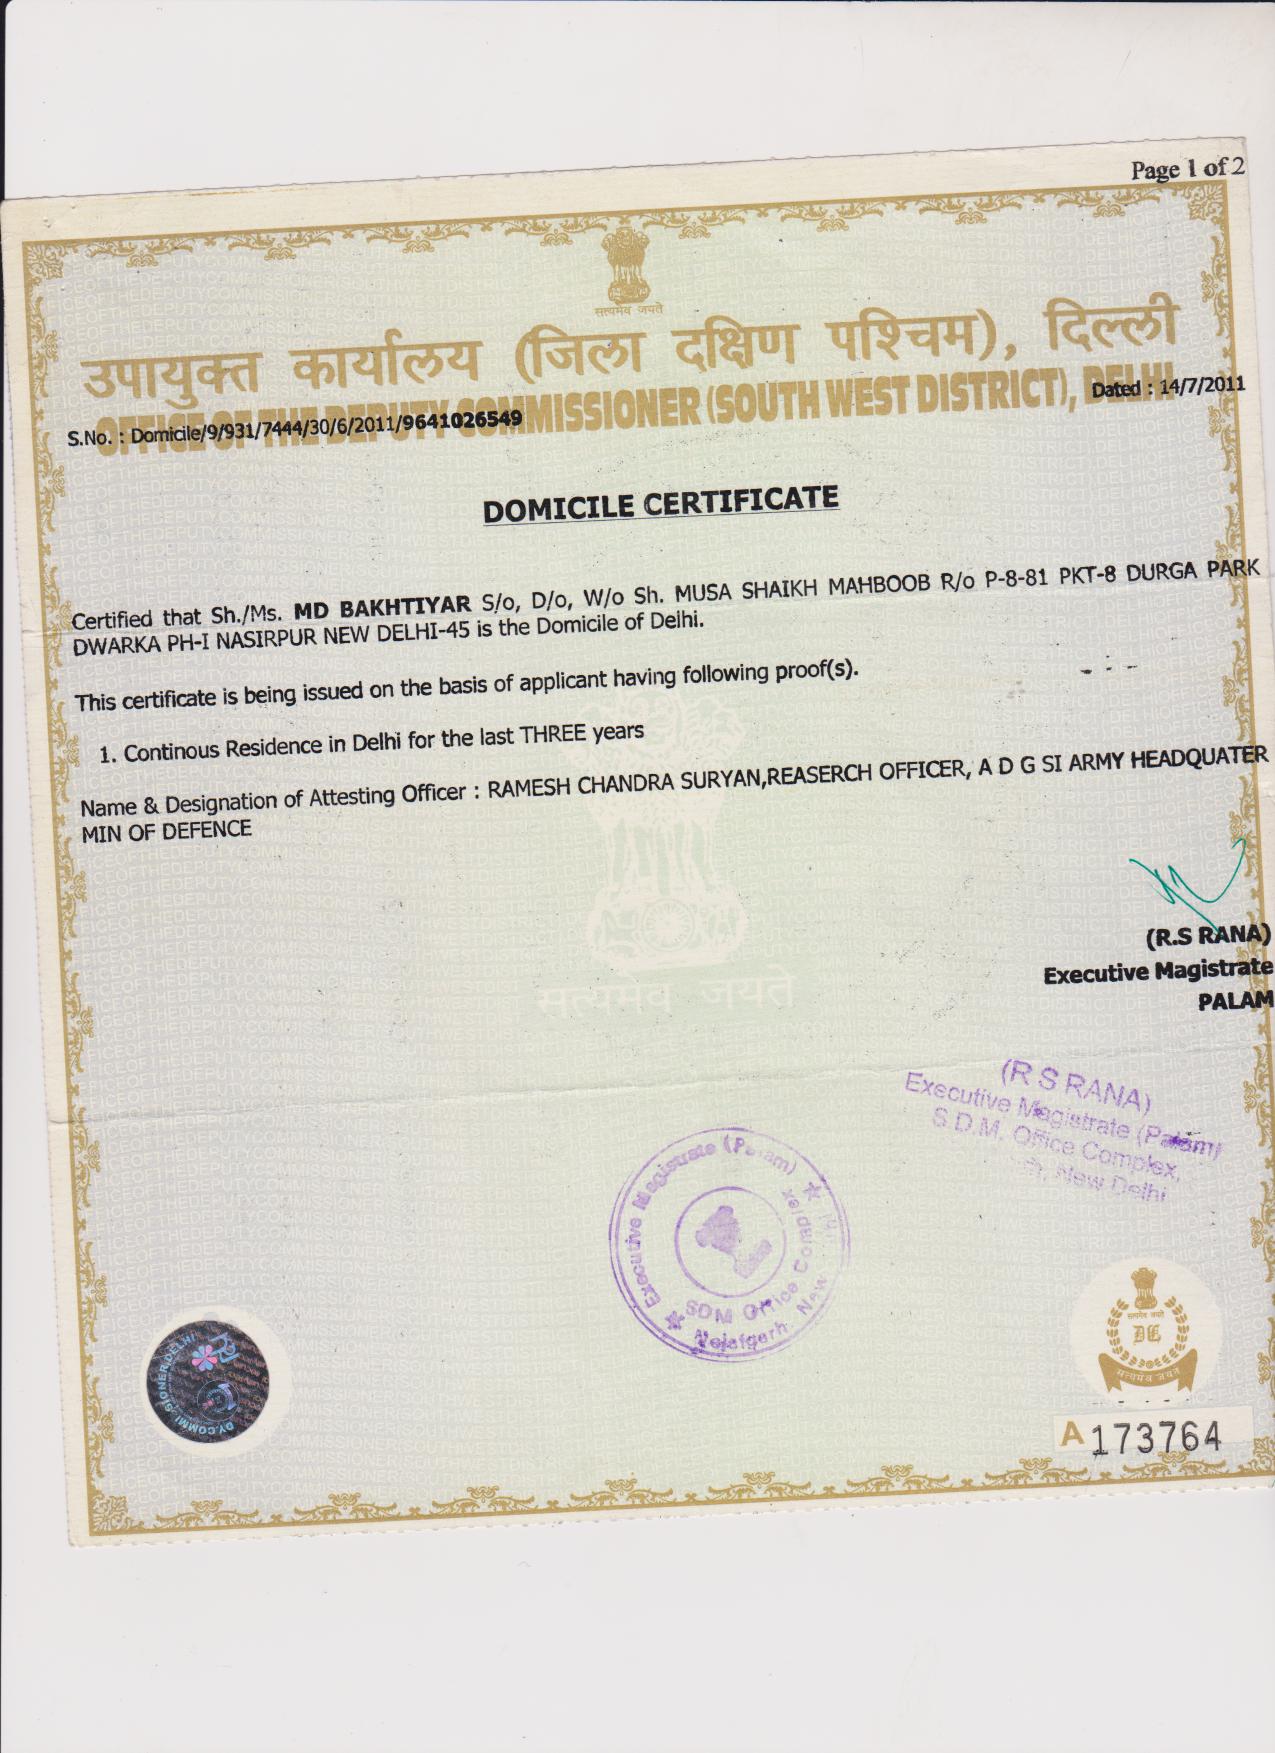 Page 1 of 2
सत्यमेव जयते
उपायुक्त कार्यालय (जिला दक्षिण पश्चिम), दिल्ली
OFFICE OF THE DEPUTY COMMISSIONER (SOUTH WEST DISTRICT), DELHI
Dated : 14/7/2011
S.No. : Domicile/9/931/7444/30/6/2011/9641026549
DOMICILE CERTIFICATE
Certified that Sh./Ms. MD BAKHTIYAR S/o, D/o, W/o Sh. MUSA SHAIKH MAHBOOB R/o P-8-81 PKT-8 DURGA PARK
DWARKA PH-I NASIRPUR NEW DELHI-45 is the Domicile of Delhi.
This certificate is being issued on the basis of applicant having following proof(s).
1. Continous Residence in Delhi for the last THREE years
Name & Designation of Attesting Officer : RAMESH CHANDRA SURYAN,REASERCH OFFICER, A D G SI ARMY HEADQUATER
MIN OF DEFENCE
(R.S RANA)
Executive Magistrate
PALAM
सत्यमेव जयते
(R S RANA)
Executive Magistrate (Palam)
S.D.M. Office Complex,
New Delhi
Executive Magistrate (Palam)
SDM Office Complex
Najafgarh New
DY.COMMISSIONER,DELHI
सत्यमेव जयते
DC
सत्यमेव जयते
A 173764